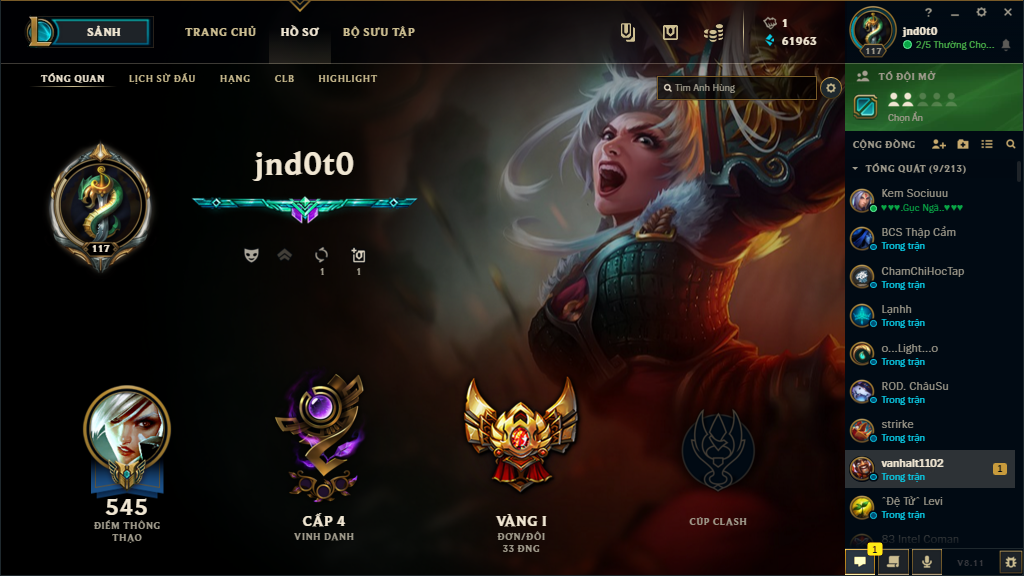 SẢNH
TRANG CHỦ
HỒ SƠ
BỘ SƯU TẬP
1
61963
TỔNG QUAN
LỊCH SỬ ĐẤU
HẠNG
CLB
HIGHLIGHT
Tìm Anh Hùng
jnd0t0
117
1
1
545
ĐIỂM THÔNG
THẠO
CẤP 4
VINH DANH
VÀNG I
ĐƠN/ĐÔI
33 ĐNG
CÚP CLASH
?
jnd0t0
2/5 Thường Chọ...
117
TỔ ĐỘI MỞ
Chọn Ẩn
CỘNG ĐỒNG
TỔNG QUÁT (9/213)
Kem Sociuuu
♥♥♥.Gục Ngã..♥♥♥
BCS Thập Cẩm
Trong trận
ChamChiHocTap
Trong trận
Lạnhh
Trong trận
o...Light...o
Trong trận
ROD. ChâuSu
Trong trận
strirke
Trong trận
vanhalt1102
Trong trận
1
ˆĐệ Tửˆ Levi
Trong trận
83 Intel Coman
1
V8.11